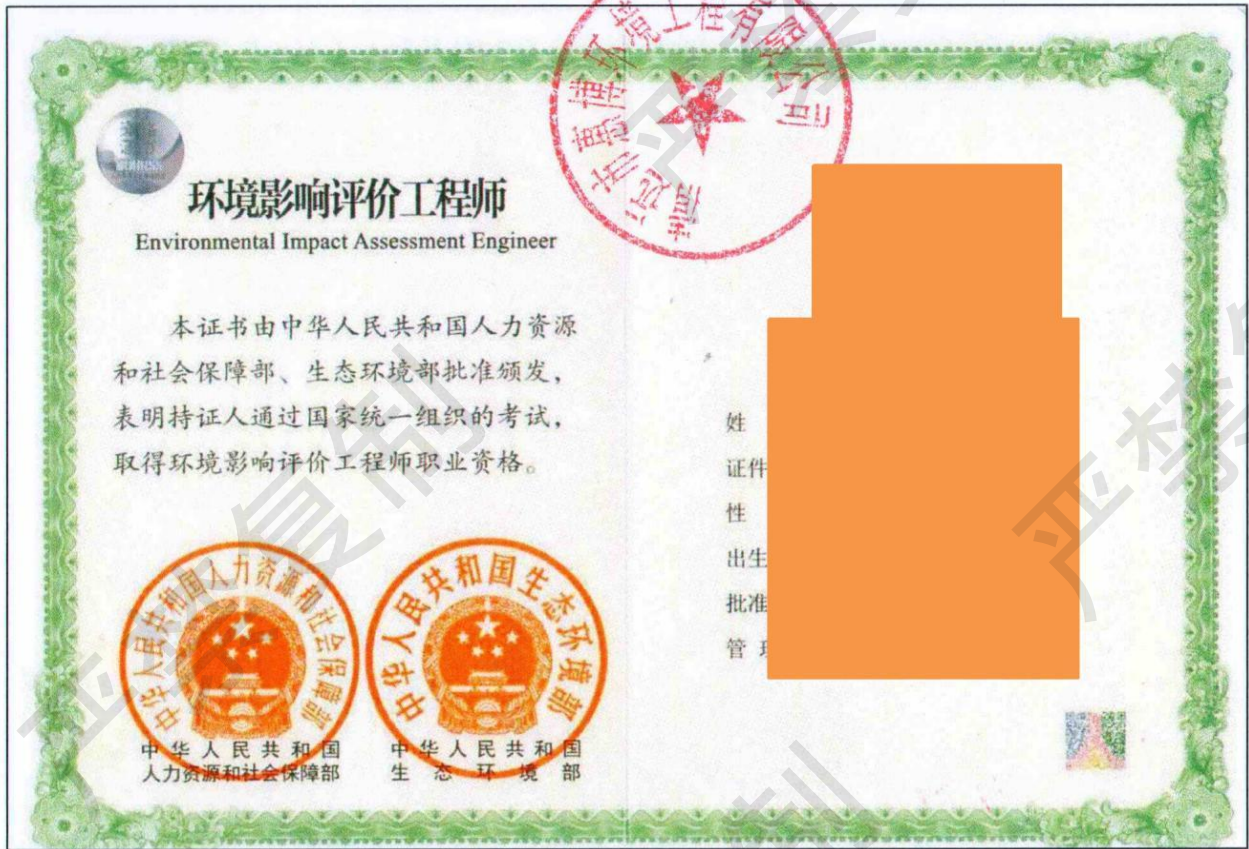 环境影响评价工程师
Environmental Impact Assessment Engineer
本证书由中华人民共和国人力资源
和社会保障部、生态环境部批准颁发，
表明持证人通过国家统一组织的考试，
取得环境影响评价工程师职业资格。
中华人民共和国人力资源和社会保障部
中华人民共和国生态环境部
中华人民共和国
人力资源和社会保障部
中华人民共和国
生态环境部
姓
证件
性
出生
批准
管
严禁复制